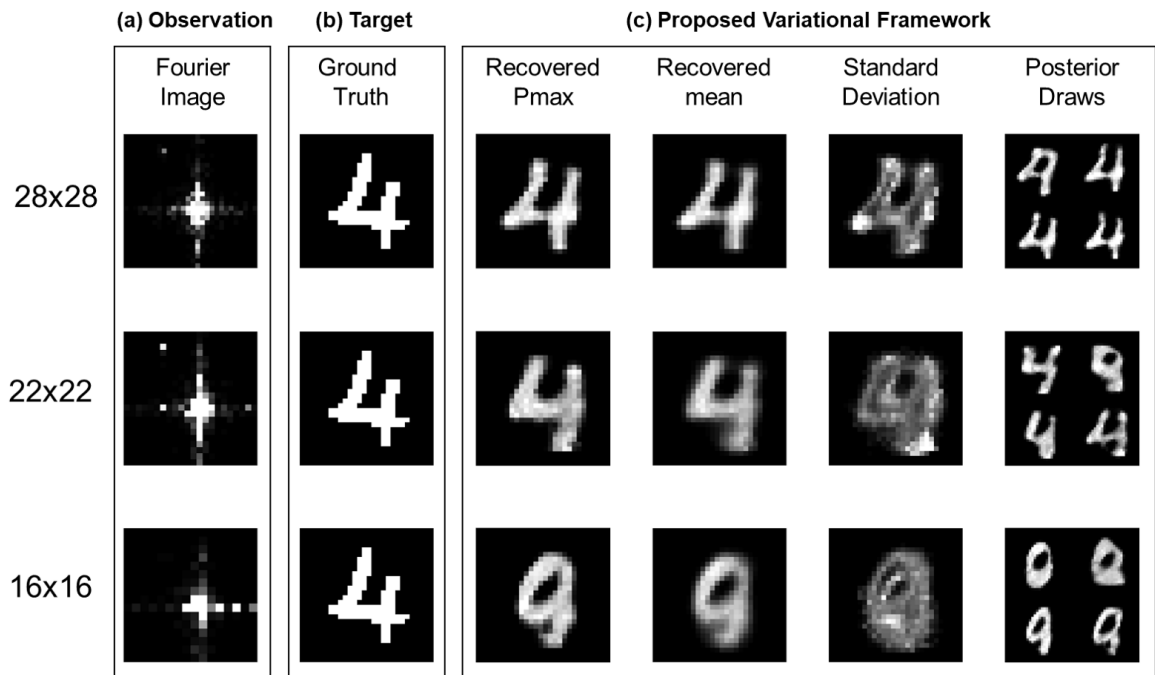 (a) Observation
(b) Target
(c) Proposed Variational Framework
Fourier
Image
Ground
Truth
Recovered
Pmax
Recovered
mean
Standard
Deviation
Posterior
Draws
28x28
22x22
16x16